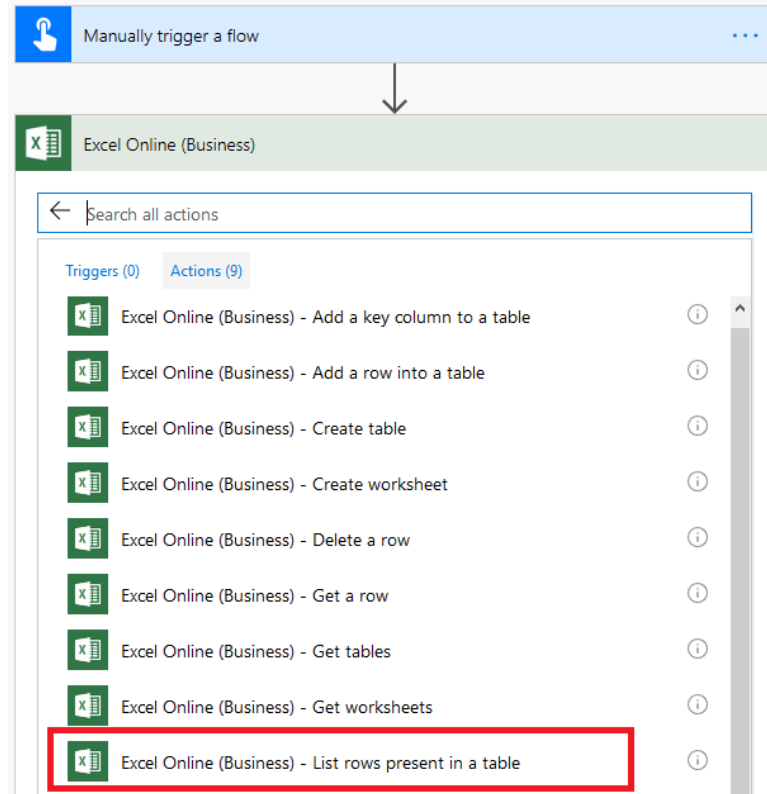 Manually trigger a flow
Excel Online (Business)
Search all actions
Triggers (0) Actions (9)
Excel Online (Business) - Add a key column to a table
Excel Online (Business) - Add a row into a table
Excel Online (Business) - Create table
Excel Online (Business) - Create worksheet
Excel Online (Business) - Delete a row
Excel Online (Business) - Get a row
Excel Online (Business) - Get tables
Excel Online (Business) - Get worksheets
Excel Online (Business) - List rows present in a table